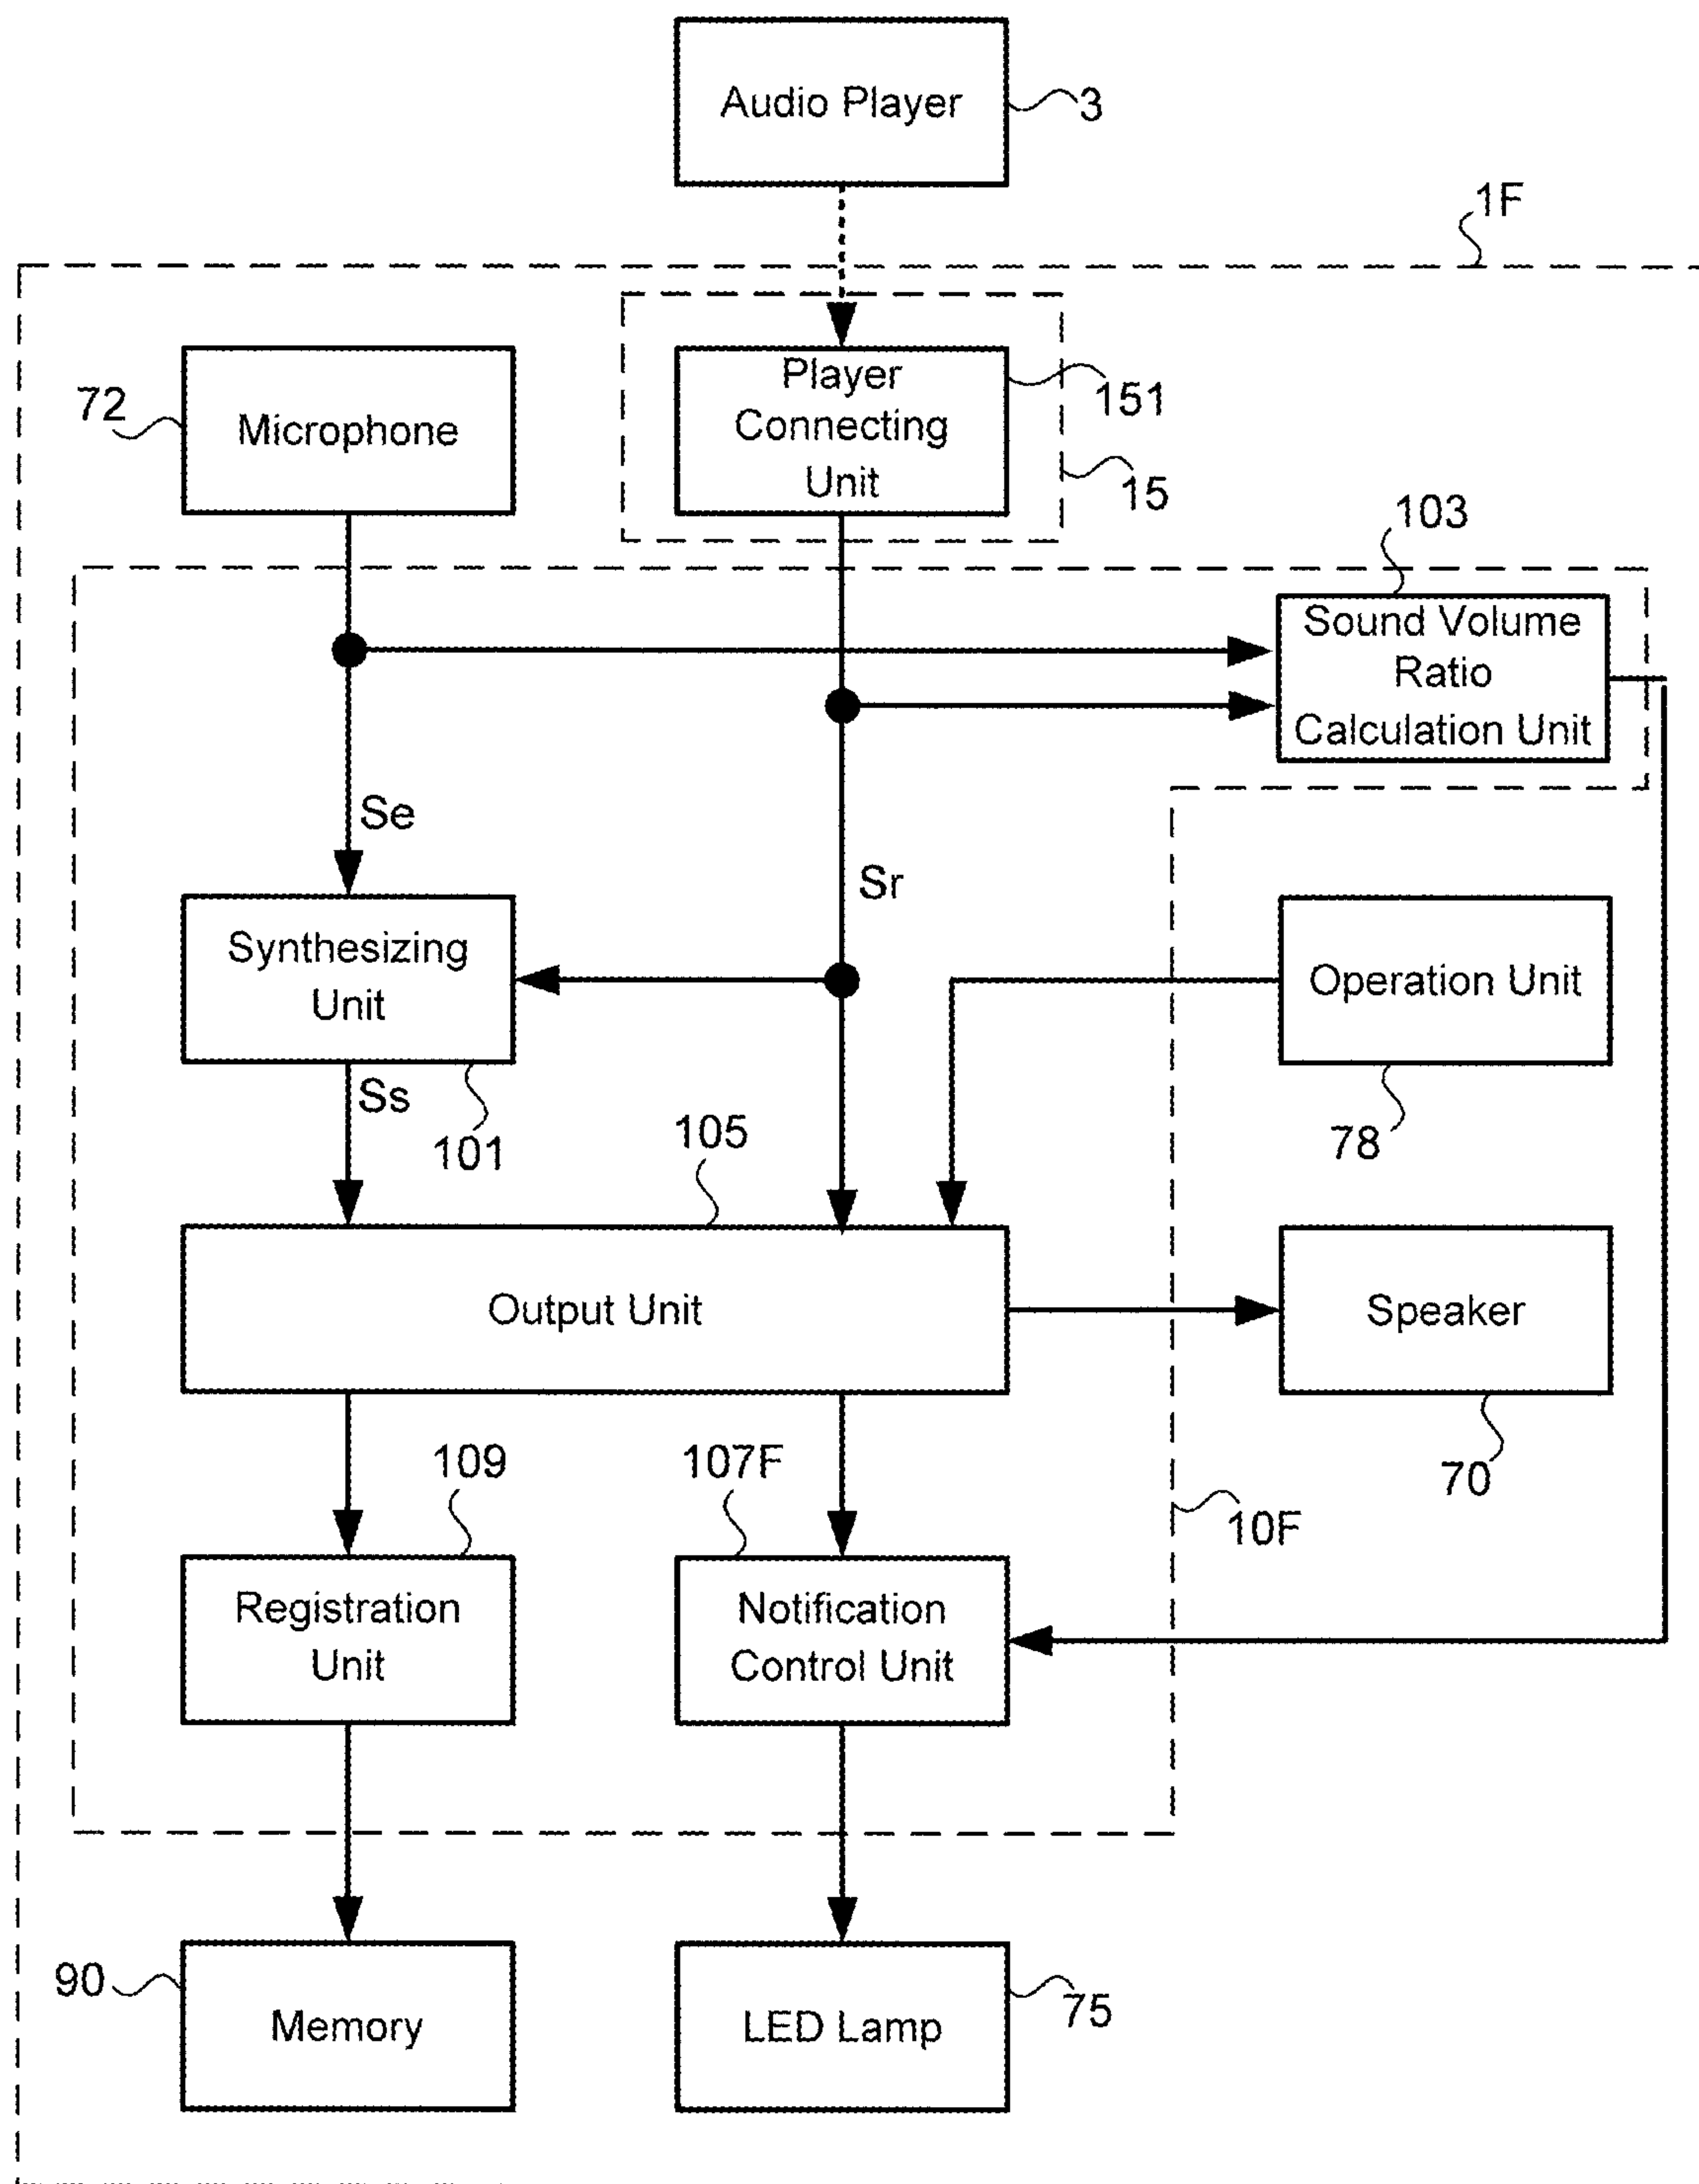 Audio Player
3
1F
Player
Connecting
Unit
151
15
72
Microphone
103
Sound Volume
Ratio
Calculation Unit
Se
Sr
Synthesizing
Unit
Operation Unit
Ss
101
105
78
Output Unit
Speaker
109
107F
70
10F
Registration
Unit
Notification
Control Unit
90
Memory
LED Lamp
75